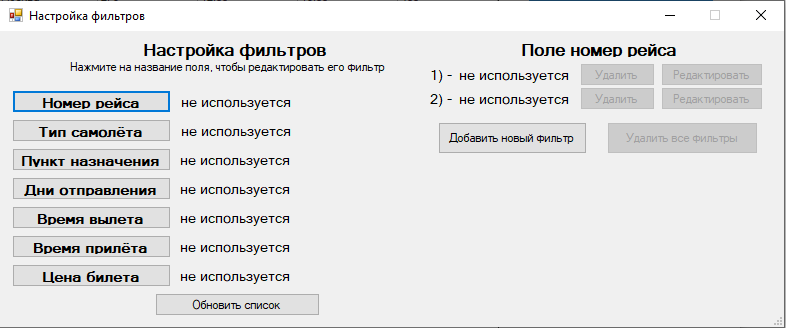 Настройка фильтров
Настройка фильтров
Нажмите на название поля, чтобы редактировать его фильтр
Номер рейса не используется
Тип самолёта не используется
Пункт назначения не используется
Дни отправления не используется
Время вылета не используется
Время прилёта не используется
Цена билета не используется
Обновить список
Поле номер рейса
1) - не используется Удалить Редактировать
2) - не используется Удалить Редактировать
Добавить новый фильтр Удалить все фильтры